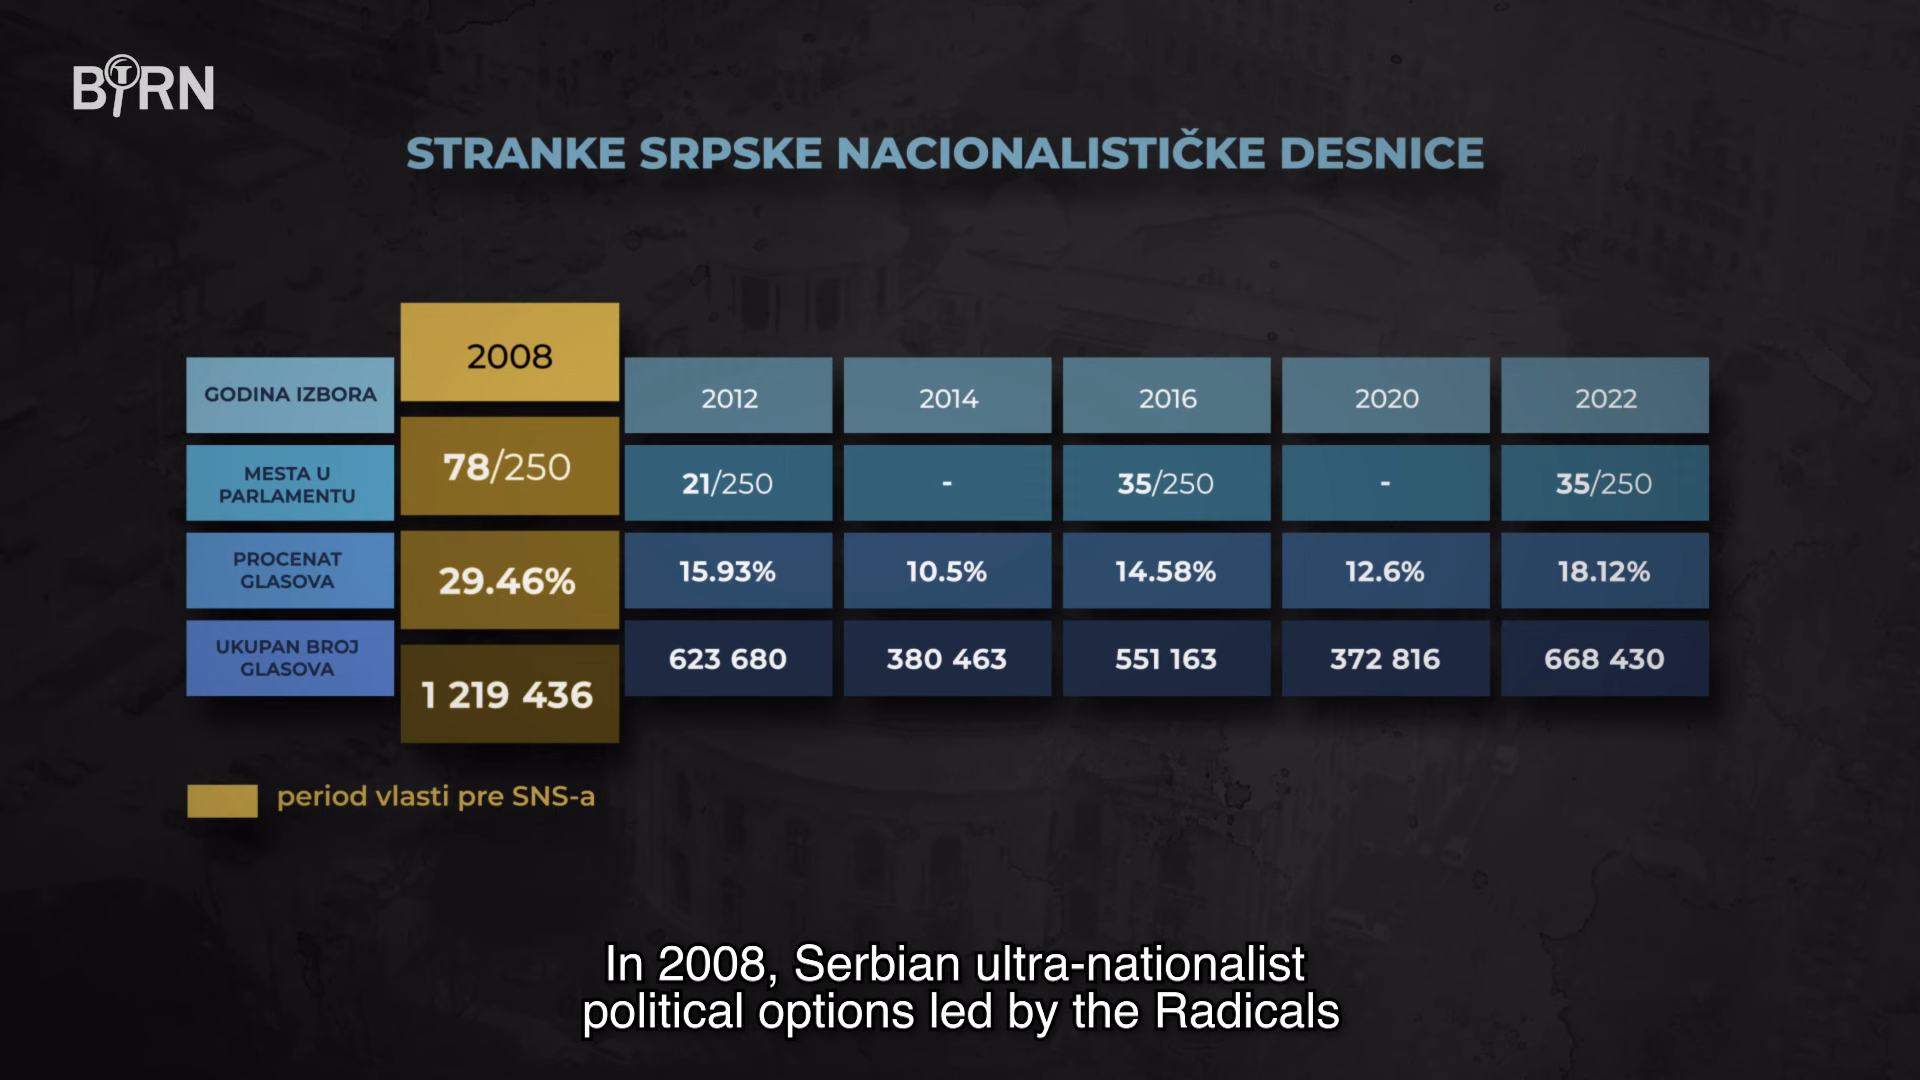 BIRN
STRANKE SRPSKE NACIONALISTIČKE DESNICE
GODINA IZBORA 2008 2012 2014 2016 2020 2022
MESTA U
PARLAMENTU 78/250 21/250 - 35/250 - 35/250
PROCENAT
GLASOVA 29.46% 15.93% 10.5% 14.58% 12.6% 18.12%
UKUPAN BROJ
GLASOVA 1 219 436 623 680 380 463 551 163 372 816 668 430
period vlasti pre SNS-a
In 2008, Serbian ultra-nationalist
political options led by the Radicals